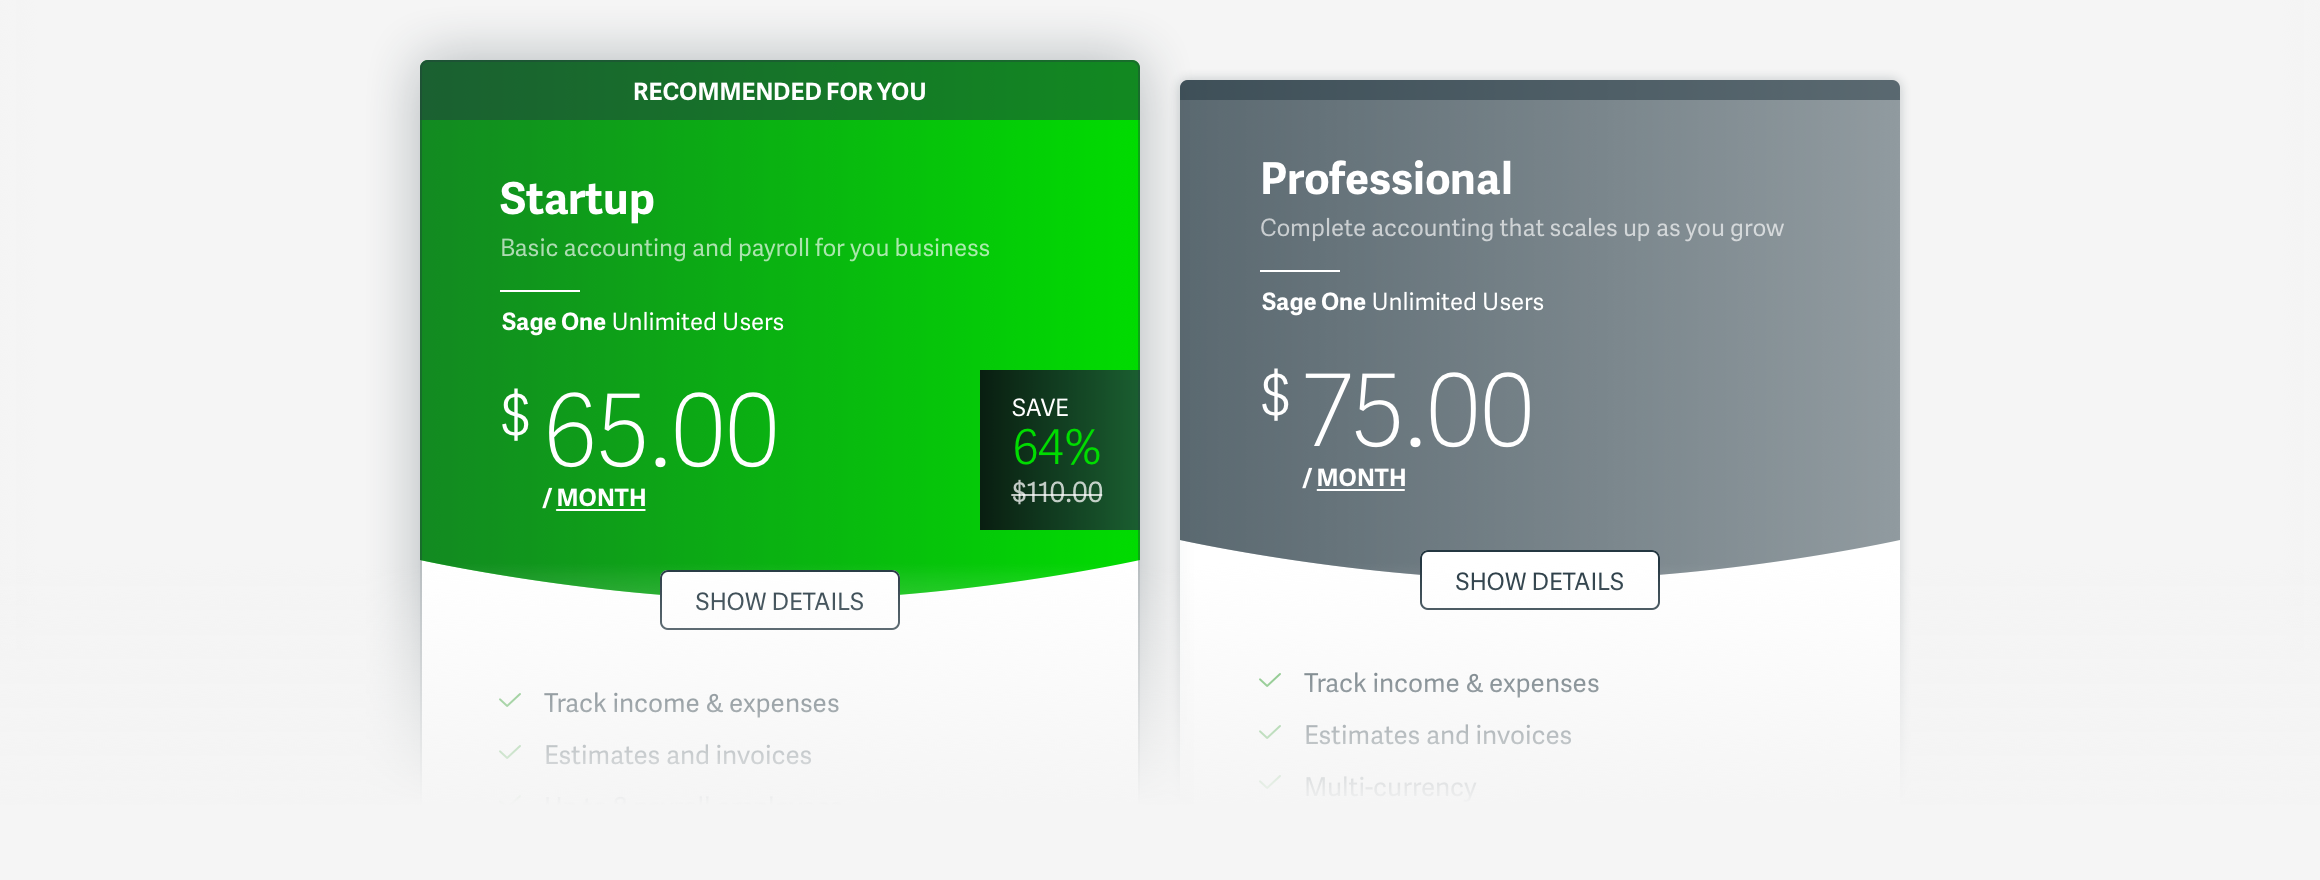 RECOMMENDED FOR YOU
Startup
Basic accounting and payroll for you business
Sage One Unlimited Users
$ 65.00
/ MONTH
SAVE
64%
$110.00
SHOW DETAILS
Track income & expenses
Estimates and invoices
Professional
Complete accounting that scales up as you grow
Sage One Unlimited Users
$ 75.00
/ MONTH
SHOW DETAILS
Track income & expenses
Estimates and invoices
Multi-currency